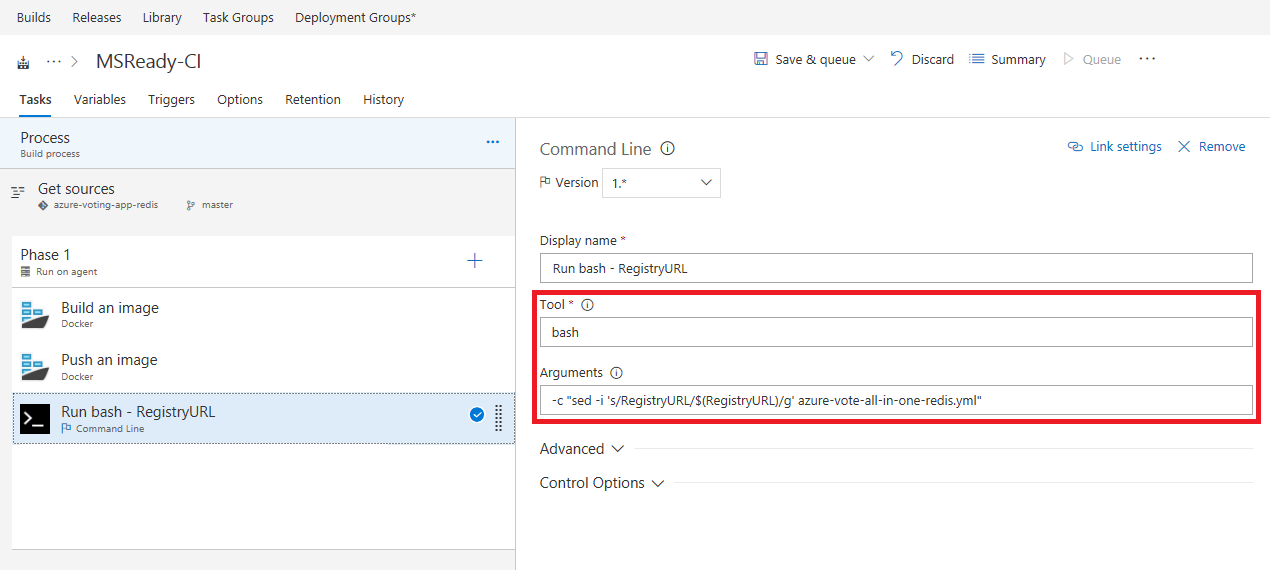 Builds Releases Library Task Groups Deployment Groups*
... > MSReady-CI Save & queue Discard Summary Queue ...
Tasks Variables Triggers Options Retention History
Process ...
Build process
Get sources
azure-voting-app-redis master
Phase 1
Run on agent
Build an image
Docker
Push an image
Docker
Run bash - RegistryURL
Command Line
Command Line Link settings Remove
Version 1.*
Display name *
Run bash - RegistryURL
Tool *
bash
Arguments
-c "sed -i 's/RegistryURL/$(RegistryURL)/g' azure-vote-all-in-one-redis.yml"
Advanced
Control Options